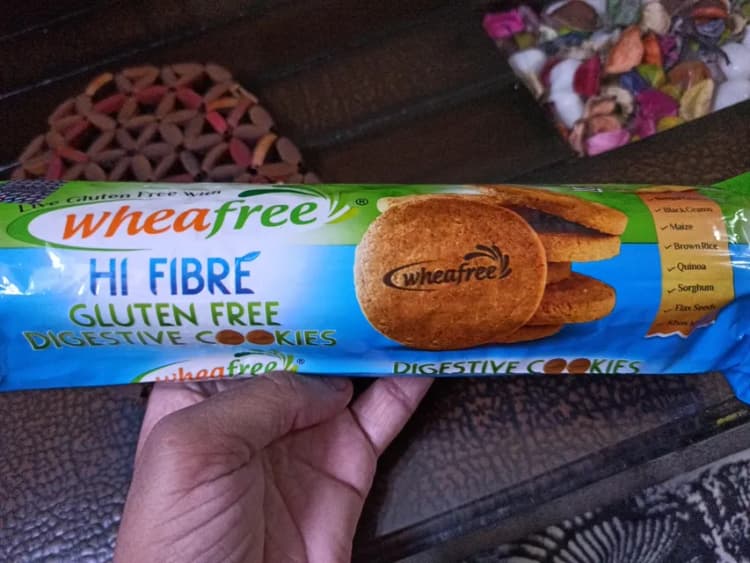 Live Gluten Free With
wheafree®
HI FIBRE
GLUTEN FREE
DIGESTIVE COOKIES
wheafree®
wheafree
DIGESTIVE COOKIES
✓ Black Grams
✓ Maize
✓ Brown Rice
✓ Quinoa
✓ Sorghum
✓ Flax Seeds